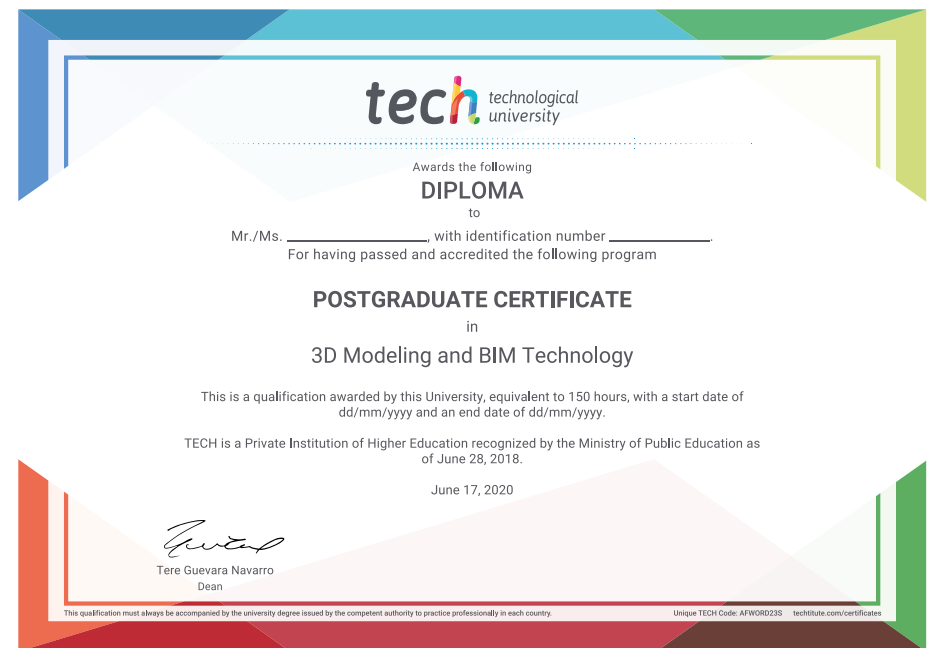 tech technological
university
Awards the following
DIPLOMA
to
Mr./Ms. ____________________, with identification number ______________.
For having passed and accredited the following program
POSTGRADUATE CERTIFICATE
in
3D Modeling and BIM Technology
This is a qualification awarded by this University, equivalent to 150 hours, with a start date of
dd/mm/yyyy and an end date of dd/mm/yyyy.
TECH is a Private Institution of Higher Education recognized by the Ministry of Public Education as
of June 28, 2018.
June 17, 2020
Tere Guevara Navarro
Dean
This qualification must always be accompanied by the university degree issued by the competent authority to practice professionally in each country. Unique TECH Code: AFWORD23S techtitute.com/certificates